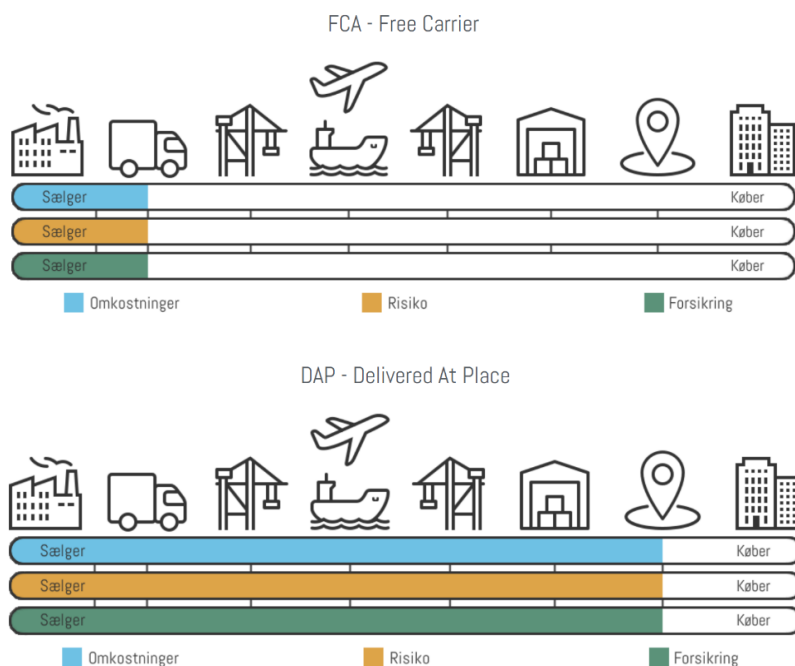 FCA - Free Carrier
Sælger Køber
Sælger Køber
Sælger Køber
Omkostninger Risiko Forsikring
DAP - Delivered At Place
Sælger Køber
Sælger Køber
Sælger Køber
Omkostninger Risiko Forsikring